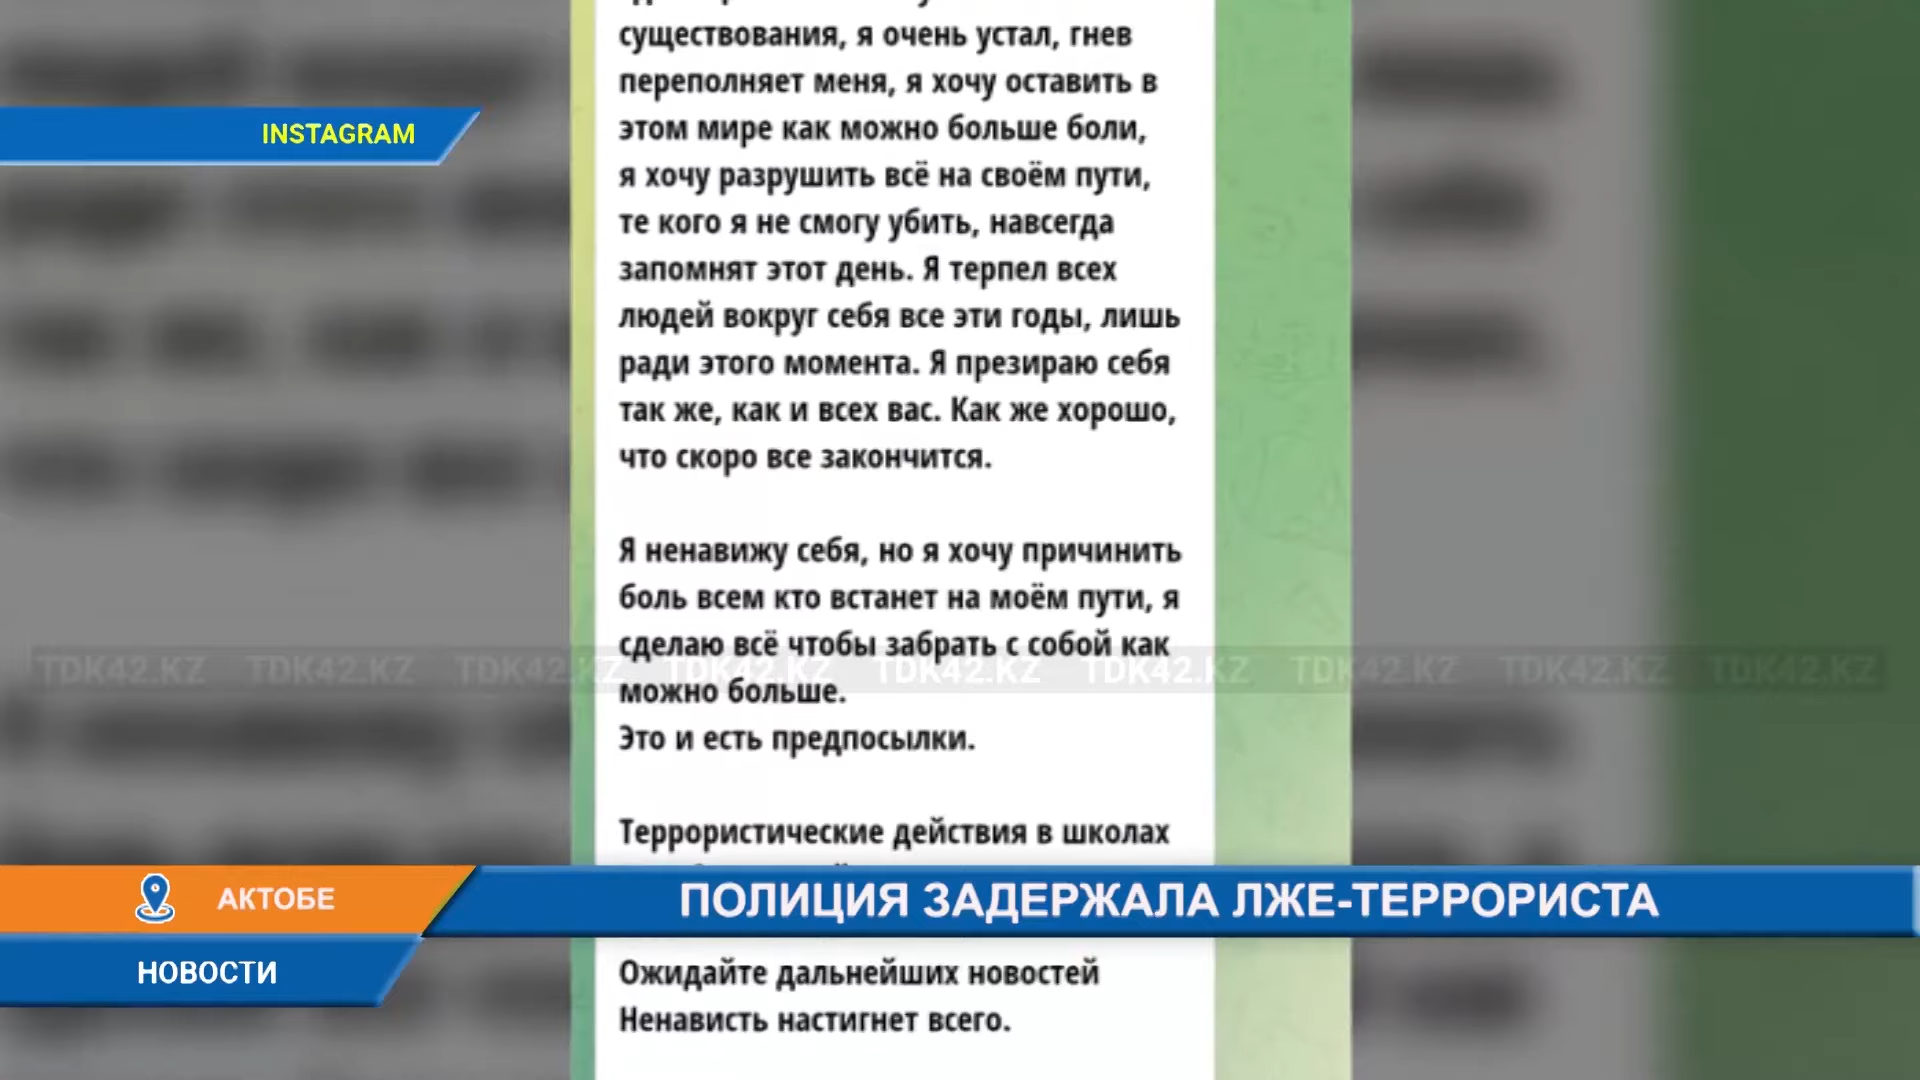 существования, я очень устал, гнев
переполняет меня, я хочу оставить в
этом мире как можно больше боли,
я хочу разрушить всё на своём пути,
те кого я не смогу убить, навсегда
запомнят этот день. Я терпел всех
людей вокруг себя все эти годы, лишь
ради этого момента. Я презираю себя
так же, как и всех вас. Как же хорошо,
что скоро все закончится.
Я ненавижу себя, но я хочу причинить
боль всем кто встанет на моём пути, я
сделаю всё чтобы забрать с собой как
можно больше.
Это и есть предпосылки.
Террористические действия в школах
Ожидайте дальнейших новостей
Ненависть настигнет всего.
INSTAGRAM
TDK42.KZ TDK42.KZ TDK42.KZ TDK42.KZ TDK42.KZ TDK42.KZ TDK42.KZ TDK42.KZ TDK42.KZ
АКТОБЕ
ПОЛИЦИЯ ЗАДЕРЖАЛА ЛЖЕ-ТЕРРОРИСТА
НОВОСТИ